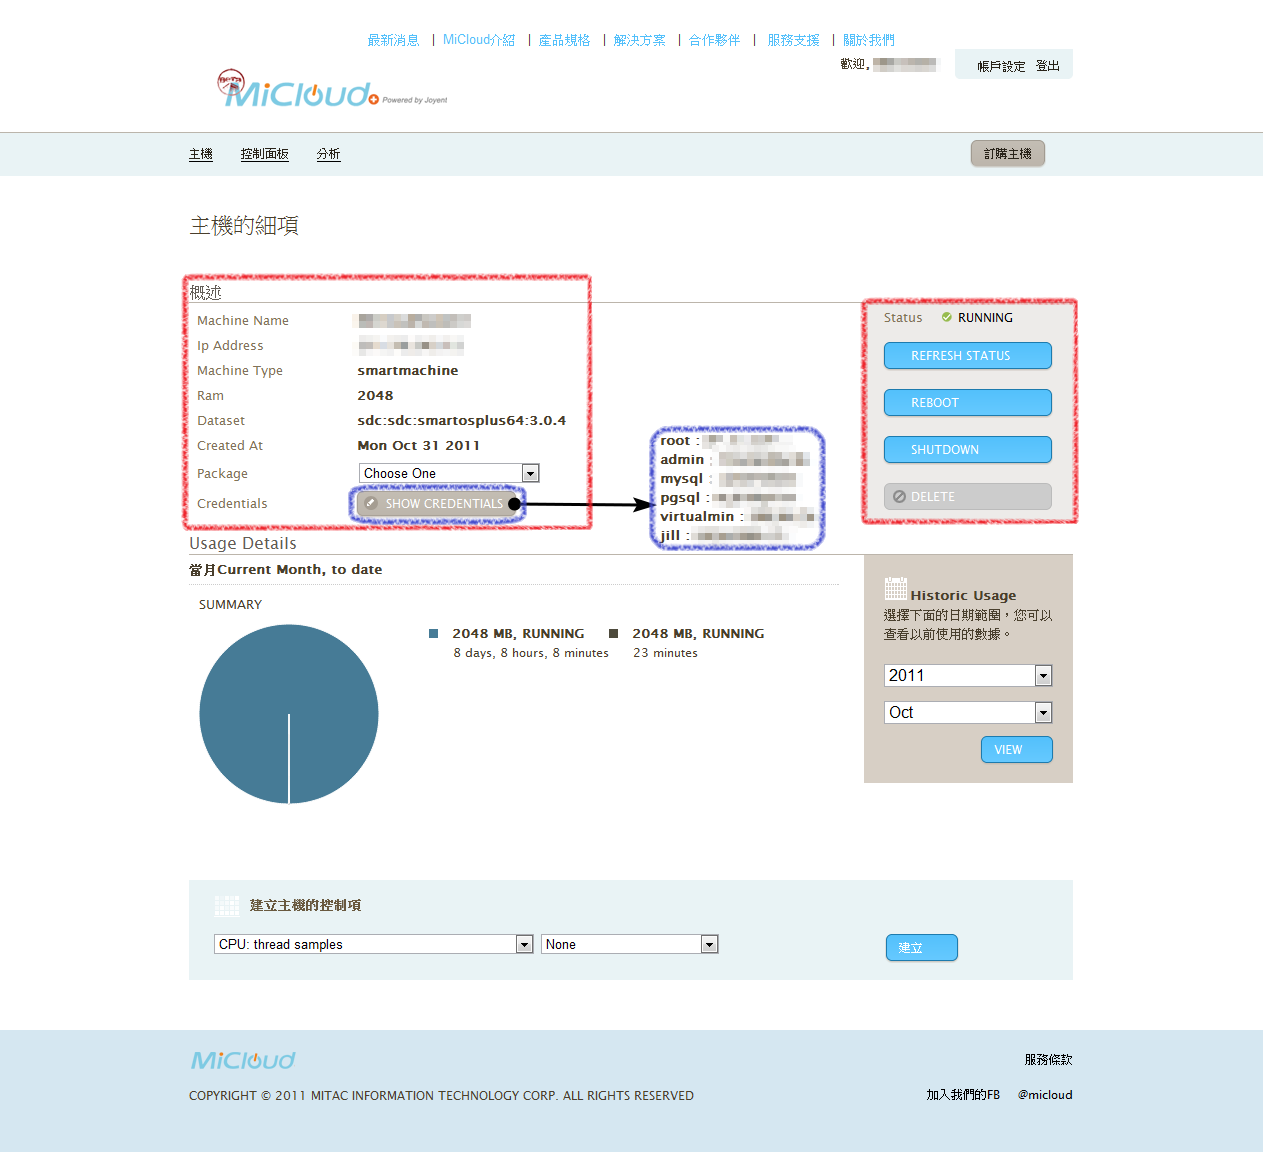 最新消息 | MiCloud介紹 | 產品規格 | 解決方案 | 合作夥伴 | 服務支援 | 關於我們
歡迎,
帳戶設定 登出
MiCloud Powered by Joyent
主機 控制面板 分析 訂購主機
主機的細項
概述
Machine Name
Ip Address
Machine Type smartmachine
Ram 2048
Dataset sdc:sdc:smartosplus64:3.0.4
Created At Mon Oct 31 2011
Package Choose One
Credentials SHOW CREDENTIALS
root :
admin :
mysql :
pgsql :
virtualmin :
jill :
Status RUNNING
REFRESH STATUS
REBOOT
SHUTDOWN
DELETE
Usage Details
當月Current Month, to date
SUMMARY
2048 MB, RUNNING 2048 MB, RUNNING
8 days, 8 hours, 8 minutes 23 minutes
Historic Usage
選擇下面的日期範圍，您可以
查看以前使用的數據。
2011
Oct
VIEW
建立主機的控制項
CPU: thread samples None 建立
MiCloud
服務條款
COPYRIGHT © 2011 MITAC INFORMATION TECHNOLOGY CORP. ALL RIGHTS RESERVED
加入我們的FB @micloud